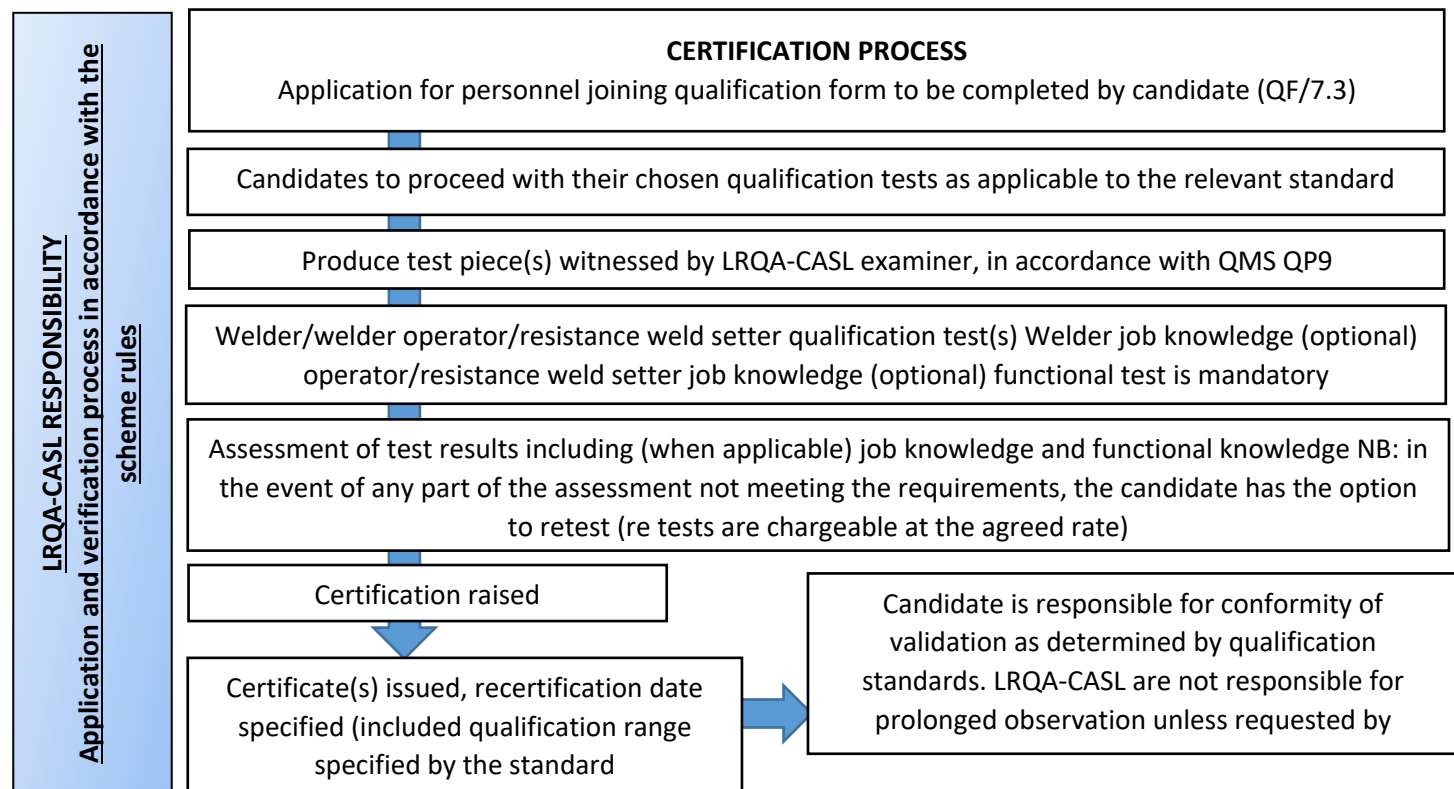 LRQA-CASL RESPONSIBILITY
Application and verification process in accordance with the
scheme rules
CERTIFICATION PROCESS
Application for personnel joining qualification form to be completed by candidate (QF/7.3)
Candidates to proceed with their chosen qualification tests as applicable to the relevant standard
Produce test piece(s) witnessed by LRQA-CASL examiner, in accordance with QMS QP9
Welder/welder operator/resistance weld setter qualification test(s) Welder job knowledge (optional)
operator/resistance weld setter job knowledge (optional) functional test is mandatory
Assessment of test results including (when applicable) job knowledge and functional knowledge NB: in
the event of any part of the assessment not meeting the requirements, the candidate has the option
to retest (re tests are chargeable at the agreed rate)
Certification raised
Certificate(s) issued, recertification date
specified (included qualification range
specified by the standard
Candidate is responsible for conformity of
validation as determined by qualification
standards. LRQA-CASL are not responsible for
prolonged observation unless requested by